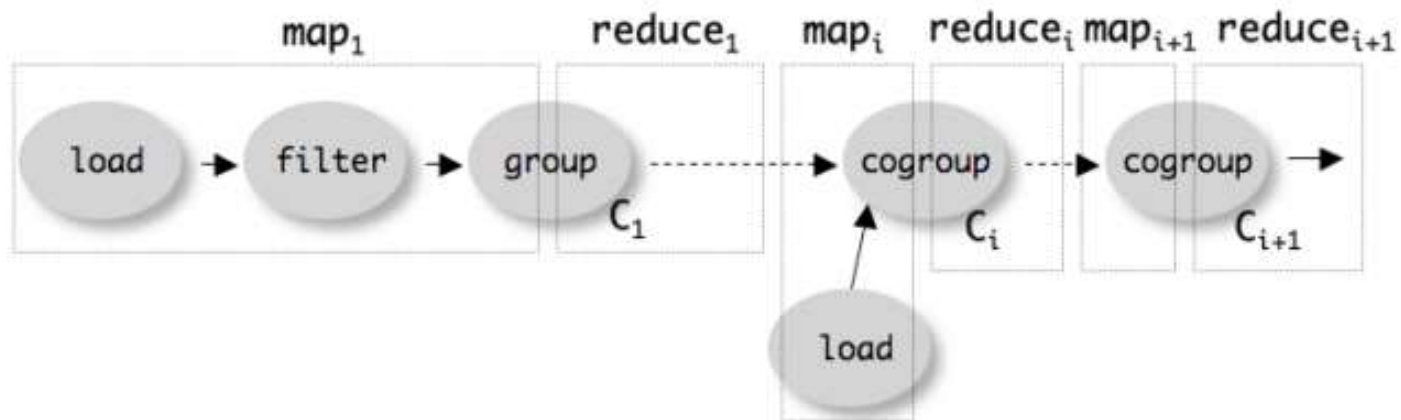 map₁ reduce₁ mapᵢ reduceᵢ mapᵢ₊₁ reduceᵢ₊₁
load filter group cogroup cogroup
C₁ Cᵢ Cᵢ₊₁
load